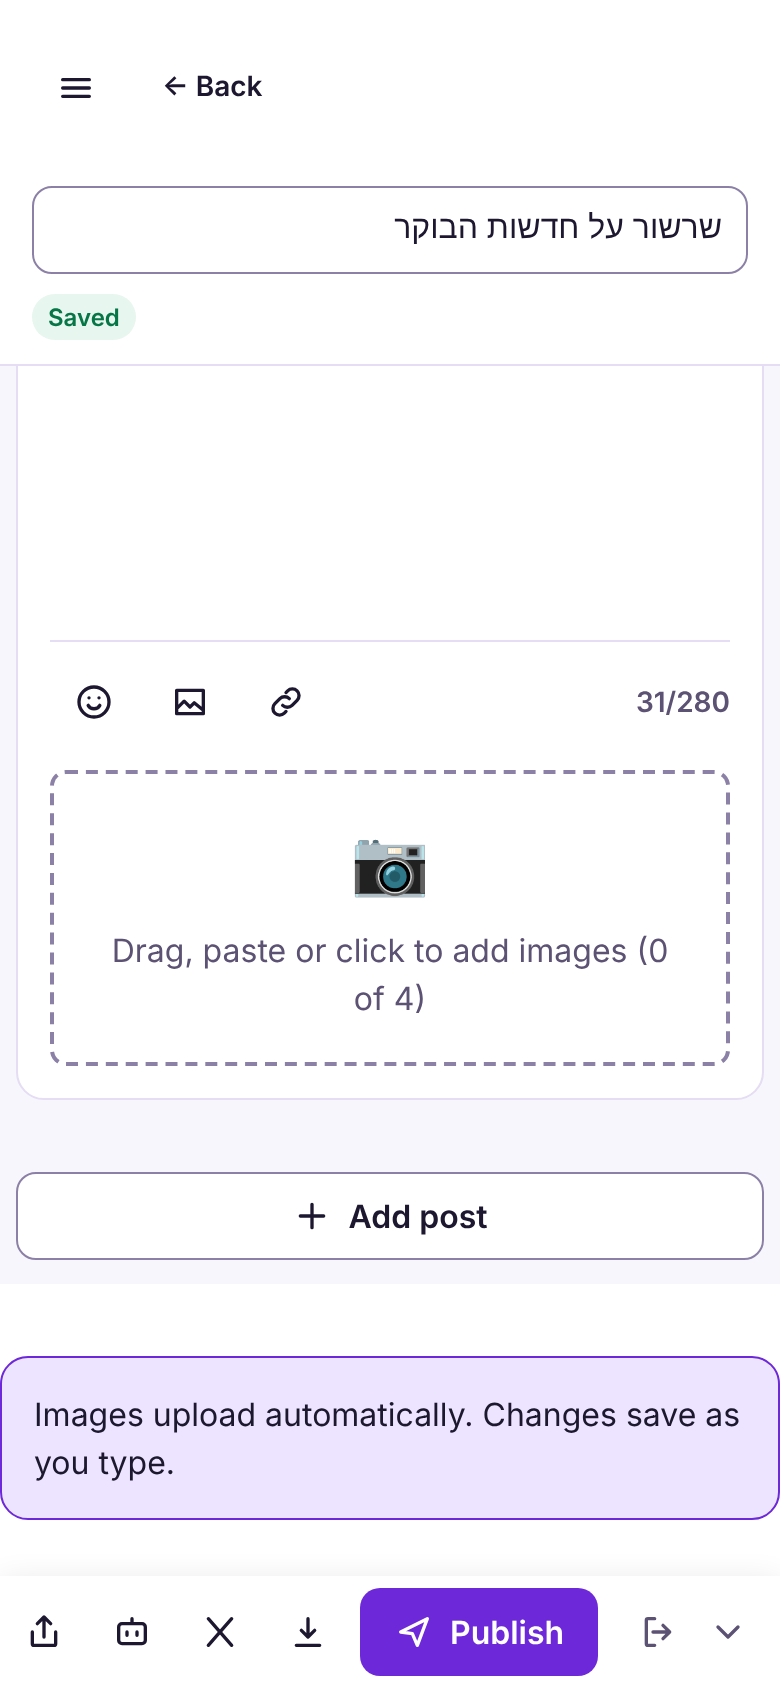 ← Back
שרשור על חדשות הבוקר
Saved
31/280
Drag, paste or click to add images (0
of 4)
Add post
Images upload automatically. Changes save as
you type.
Publish